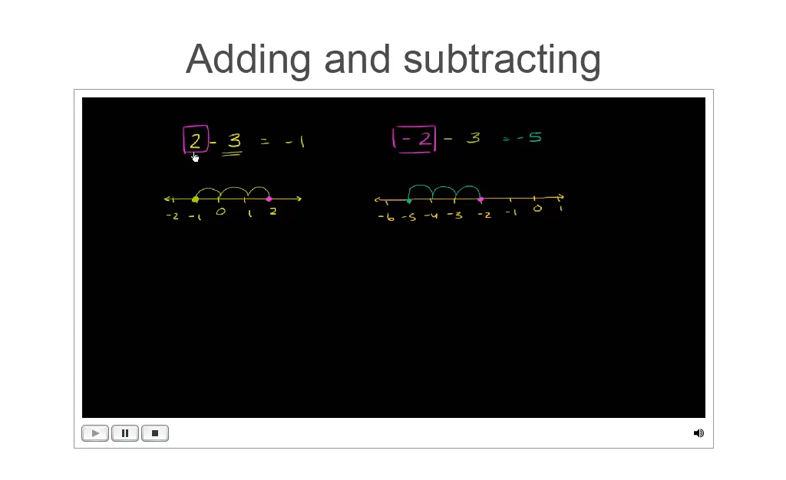 Adding and subtracting
2 - 3 = -1
-2 - 3 = -5
-2 -1 0 1 2
-6 -5 -4 -3 -2 -1 0 1